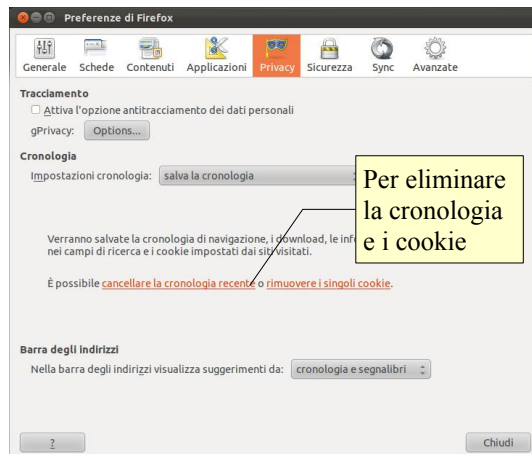 Preferenze di Firefox
Generale Schede Contenuti Applicazioni Privacy Sicurezza Sync Avanzate
Tracciamento
Attiva l'opzione antitracciamento dei dati personali
gPrivacy: Options...
Cronologia
Impostazioni cronologia: salva la cronologia
Per eliminare
la cronologia
e i cookie
Verranno salvate la cronologia di navigazione, i download, le
nei campi di ricerca e i cookie impostati dai siti visitati.
È possibile cancellare la cronologia recente o rimuovere i singoli cookie.
Barra degli indirizzi
Nella barra degli indirizzi visualizza suggerimenti da: cronologia e segnalibri
? Chiudi